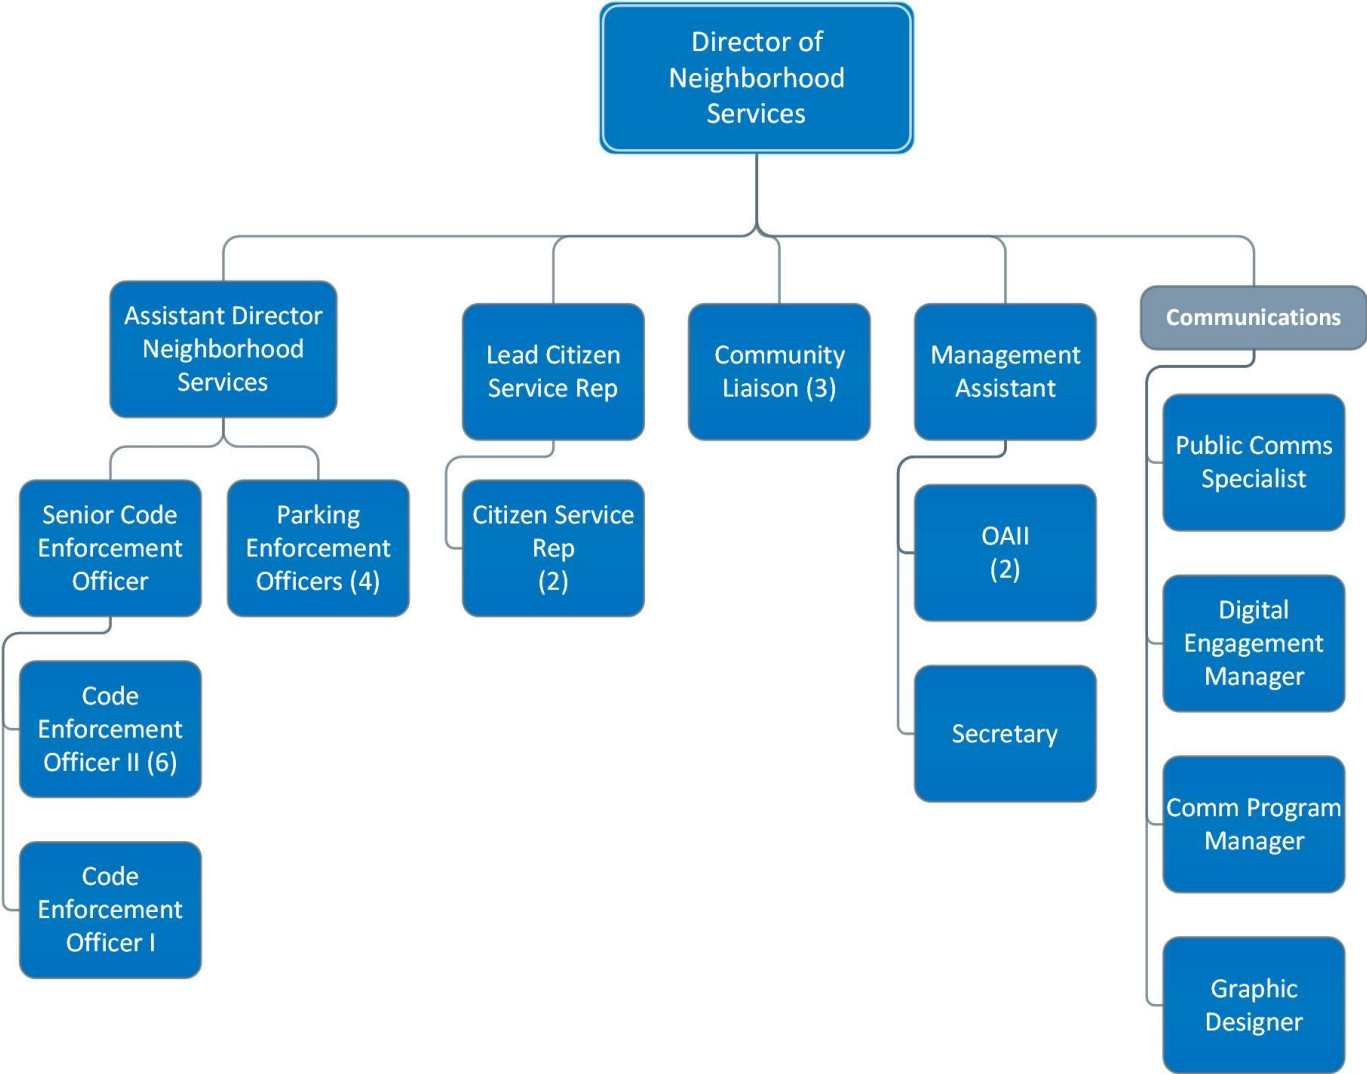 Director of
Neighborhood
Services
Assistant Director
Neighborhood
Services
Lead Citizen
Service Rep
Community
Liaison (3)
Management
Assistant
Communications
Senior Code
Enforcement
Officer
Parking
Enforcement
Officers (4)
Citizen Service
Rep
(2)
OAII
(2)
Public Comms
Specialist
Code
Enforcement
Officer II (6)
Secretary
Digital
Engagement
Manager
Code
Enforcement
Officer I
Comm Program
Manager
Graphic
Designer